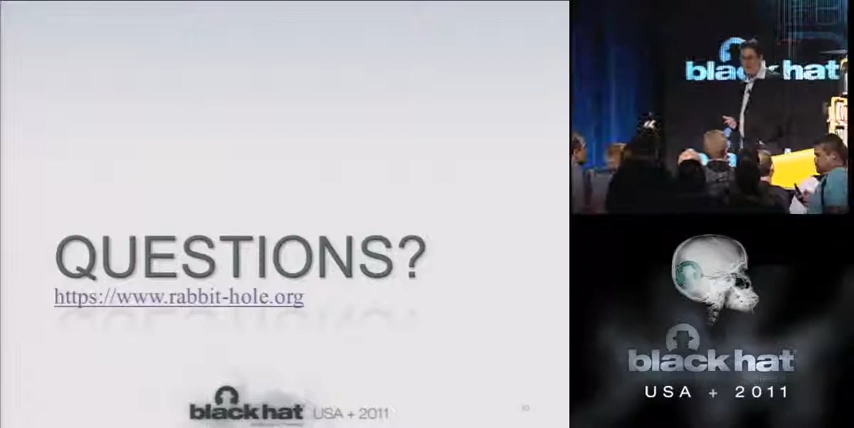 QUESTIONS?
https://www.rabbit-hole.org
black hat USA + 2011
black hat
black hat
USA + 2011